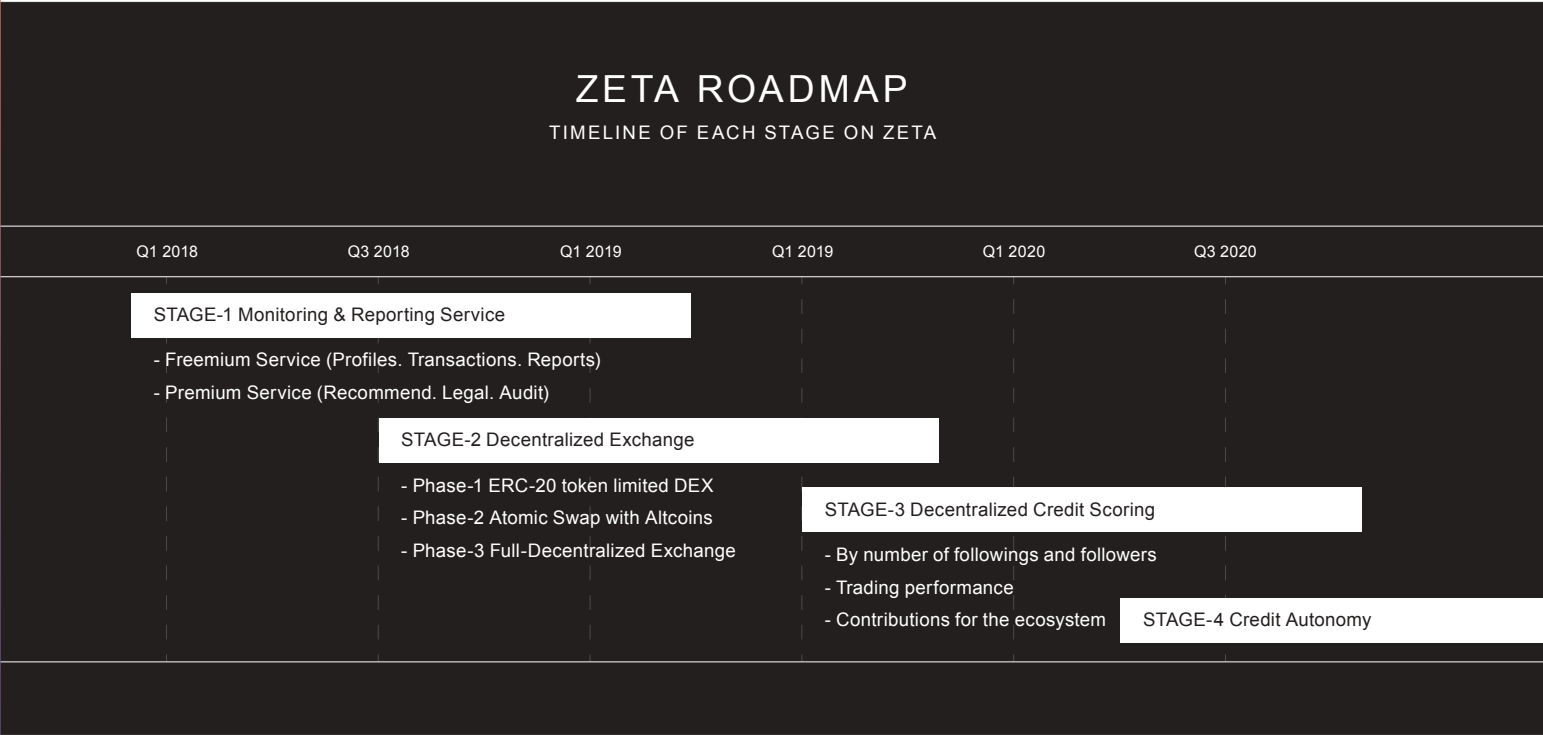 ZETA ROADMAP
TIMELINE OF EACH STAGE ON ZETA
Q1 2018 Q3 2018 Q1 2019 Q1 2019 Q1 2020 Q3 2020
STAGE-1 Monitoring & Reporting Service
- Freemium Service (Profiles. Transactions. Reports)
- Premium Service (Recommend. Legal. Audit)
STAGE-2 Decentralized Exchange
- Phase-1 ERC-20 token limited DEX
- Phase-2 Atomic Swap with Altcoins
- Phase-3 Full-Decentralized Exchange
STAGE-3 Decentralized Credit Scoring
- By number of followings and followers
- Trading performance
- Contributions for the ecosystem
STAGE-4 Credit Autonomy